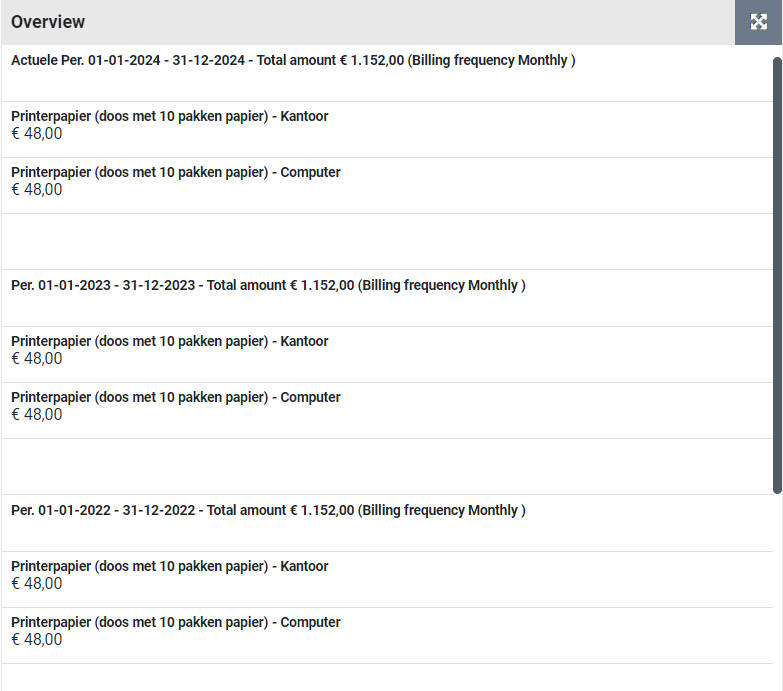 Overview
Actuele Per. 01-01-2024 - 31-12-2024 - Total amount € 1.152,00 (Billing frequency Monthly )
Printerpapier (doos met 10 pakken papier) - Kantoor
€ 48,00
Printerpapier (doos met 10 pakken papier) - Computer
€ 48,00
Per. 01-01-2023 - 31-12-2023 - Total amount € 1.152,00 (Billing frequency Monthly )
Printerpapier (doos met 10 pakken papier) - Kantoor
€ 48,00
Printerpapier (doos met 10 pakken papier) - Computer
€ 48,00
Per. 01-01-2022 - 31-12-2022 - Total amount € 1.152,00 (Billing frequency Monthly )
Printerpapier (doos met 10 pakken papier) - Kantoor
€ 48,00
Printerpapier (doos met 10 pakken papier) - Computer
€ 48,00